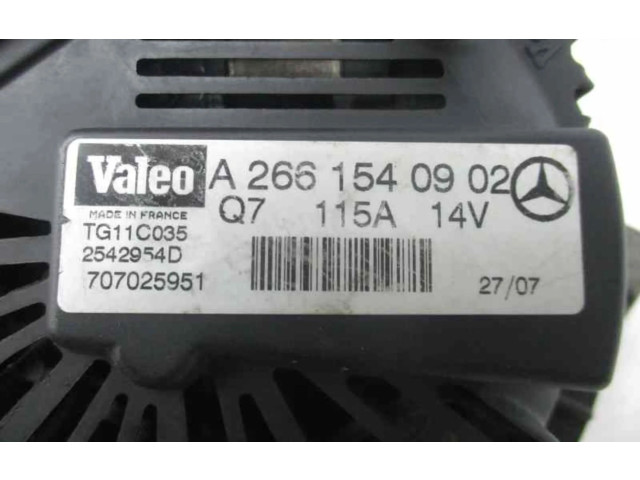 Valeo A 266 154 09 02
MADE IN FRANCE Q7 115A 14V
TG11C035
2542954D
707025951 27/07